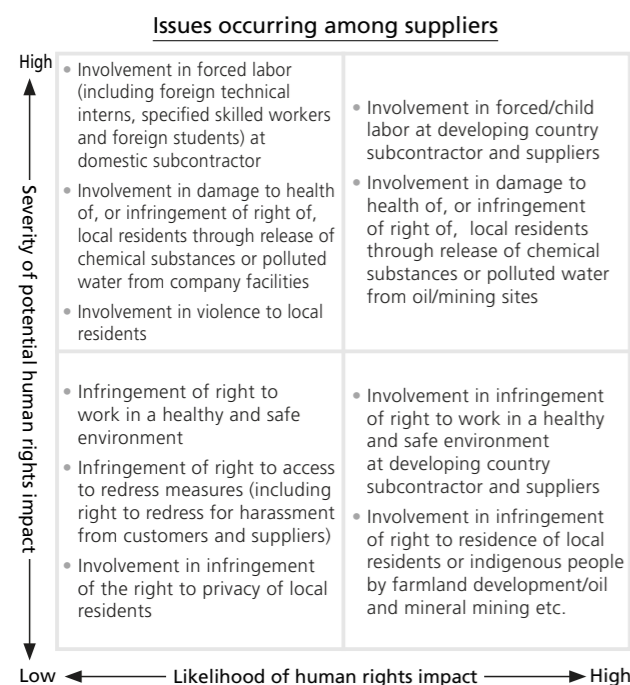 Issues occurring among suppliers
High
• Involvement in forced labor
(including foreign technical
interns, specified skilled workers
and foreign students) at
domestic subcontractor
• Involvement in damage to health
of, or infringement of right of,
local residents through release of
chemical substances or polluted
water from company facilities
• Involvement in violence to local
residents
• Involvement in forced/child
labor at developing country
subcontractor and suppliers
• Involvement in damage to
health of, or infringement
of right of, local residents
through release of chemical
substances or polluted water
from oil/mining sites
Severity of potential human rights impact
• Infringement of right to
work in a healthy and safe
environment
• Infringement of right to access
to redress measures (including
right to redress for harassment
from customers and suppliers)
• Involvement in infringement
of the right to privacy of local
residents
• Involvement in infringement
of right to work in a healthy
and safe environment
at developing country
subcontractor and suppliers
• Involvement in infringement
of right to residence of local
residents or indigenous people
by farmland development/oil
and mineral mining etc.
Low
Likelihood of human rights impact
High